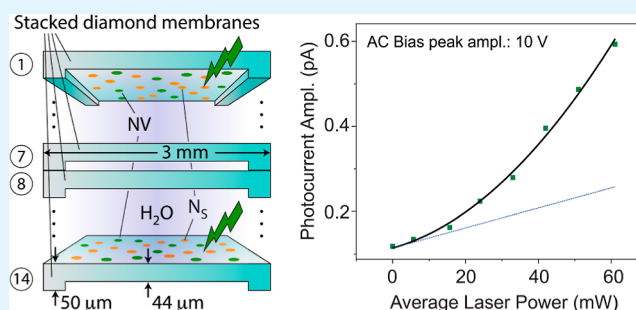 Stacked diamond membranes
1
NV
7
3 mm
8
H₂O
Nₛ
14
50 μm
44 μm
AC Bias peak ampl.: 10 V
Photocurrent Ampl. (pA)
0.6
0.4
0.2
0
20
40
60
Average Laser Power (mW)